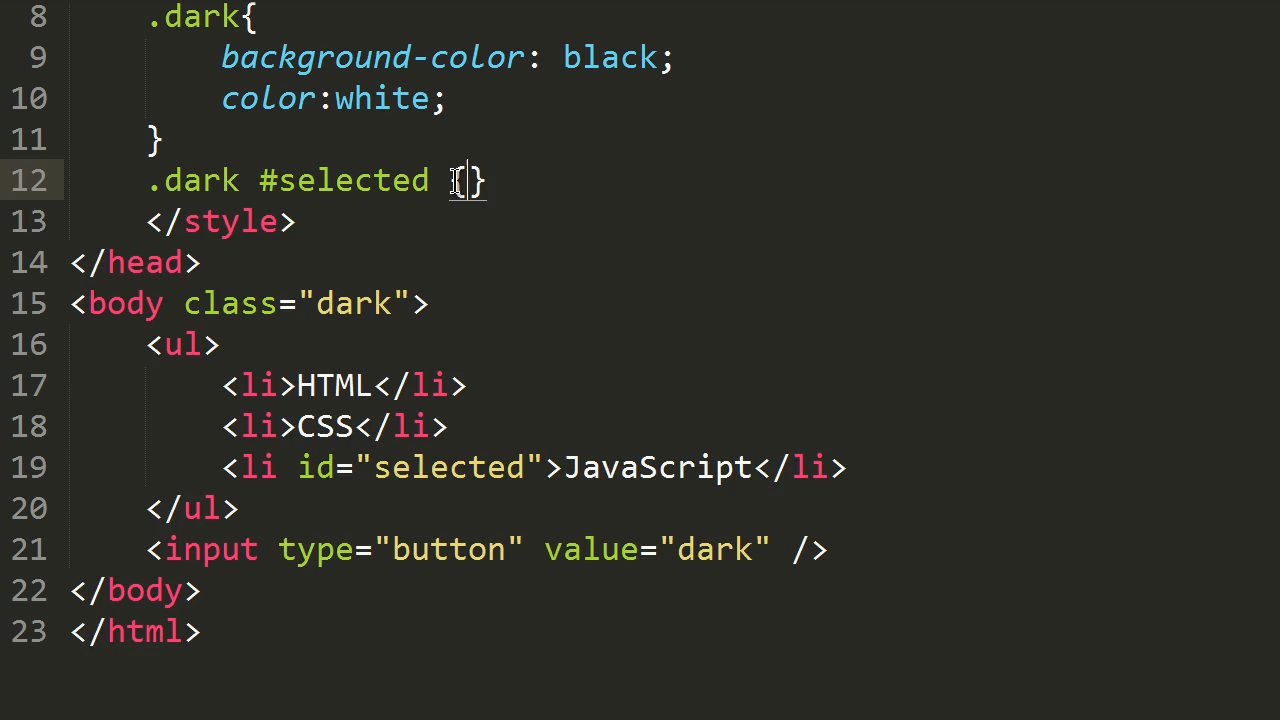 8 .dark{
9 background-color: black;
10 color:white;
11 }
12 .dark #selected {}
13 </style>
14 </head>
15 <body class="dark">
16 <ul>
17 <li>HTML</li>
18 <li>CSS</li>
19 <li id="selected">JavaScript</li>
20 </ul>
21 <input type="button" value="dark" />
22 </body>
23 </html>